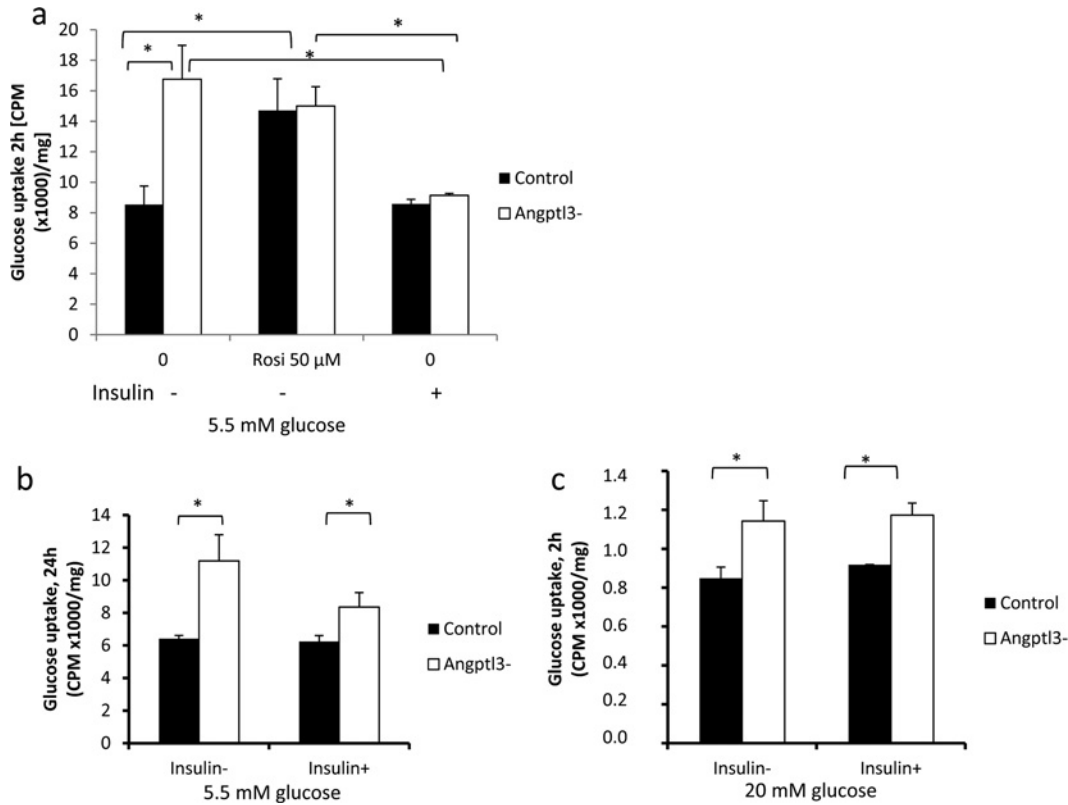 a
Glucose uptake 2h [CPM
(x1000)/mg]
20
18
16
14
12
10
8
6
4
2
0
*
*
*
*
Control
Angptl3-
0 Rosi 50 µM 0
Insulin - - +
5.5 mM glucose
b
Glucose uptake, 24h
(CPM x1000/mg)
14
12
10
8
6
4
2
0
*
*
Control
Angptl3-
Insulin- Insulin+
5.5 mM glucose
c
Glucose uptake, 2h
(CPM x1000/mg)
1.4
1.2
1.0
0.8
0.6
0.4
0.2
0.0
*
*
Control
Angptl3-
Insulin- Insulin+
20 mM glucose